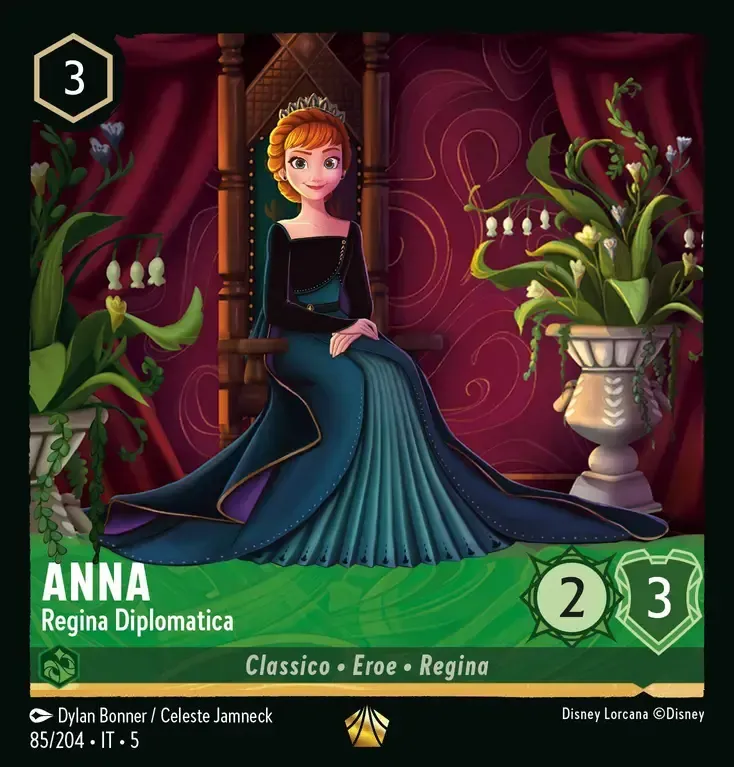 3
ANNA
Regina Diplomatica
2
3
Classico • Eroe • Regina
Dylan Bonner / Celeste Jamneck
Disney Lorcana ©Disney
85/204 • IT • 5